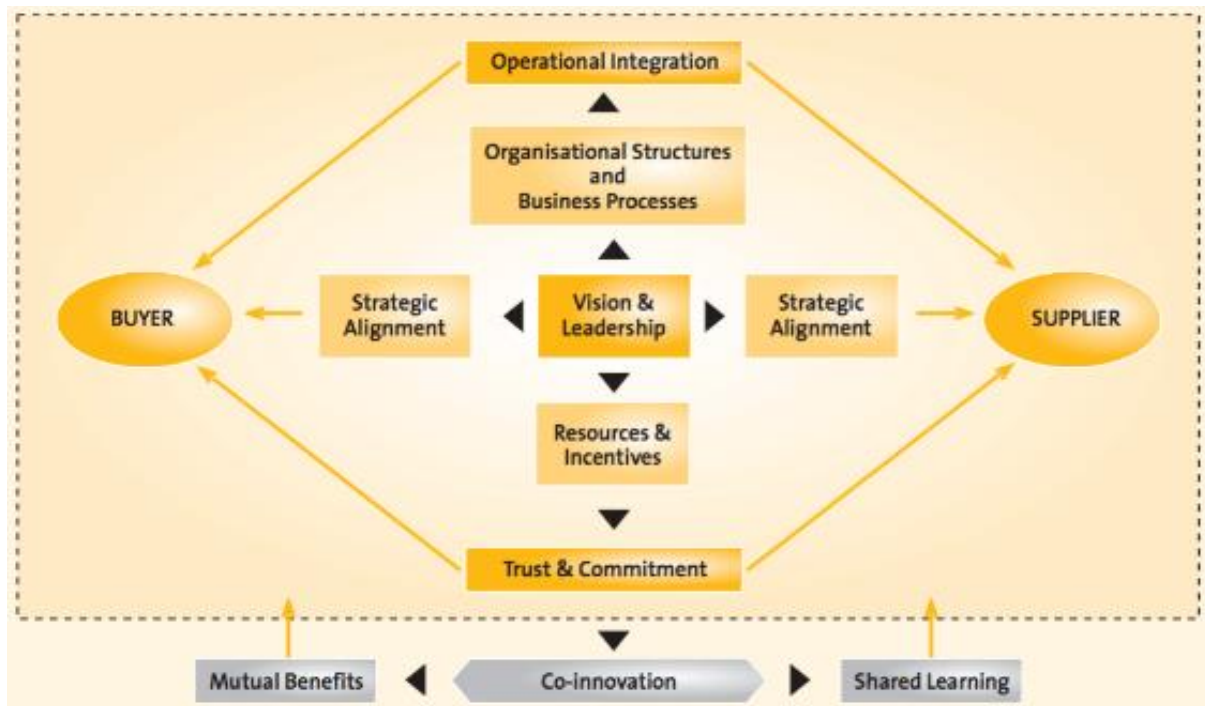 Operational Integration
Organisational Structures
and
Business Processes
BUYER
Strategic
Alignment
Vision &
Leadership
Strategic
Alignment
SUPPLIER
Resources &
Incentives
Trust & Commitment
Mutual Benefits
Co-innovation
Shared Learning